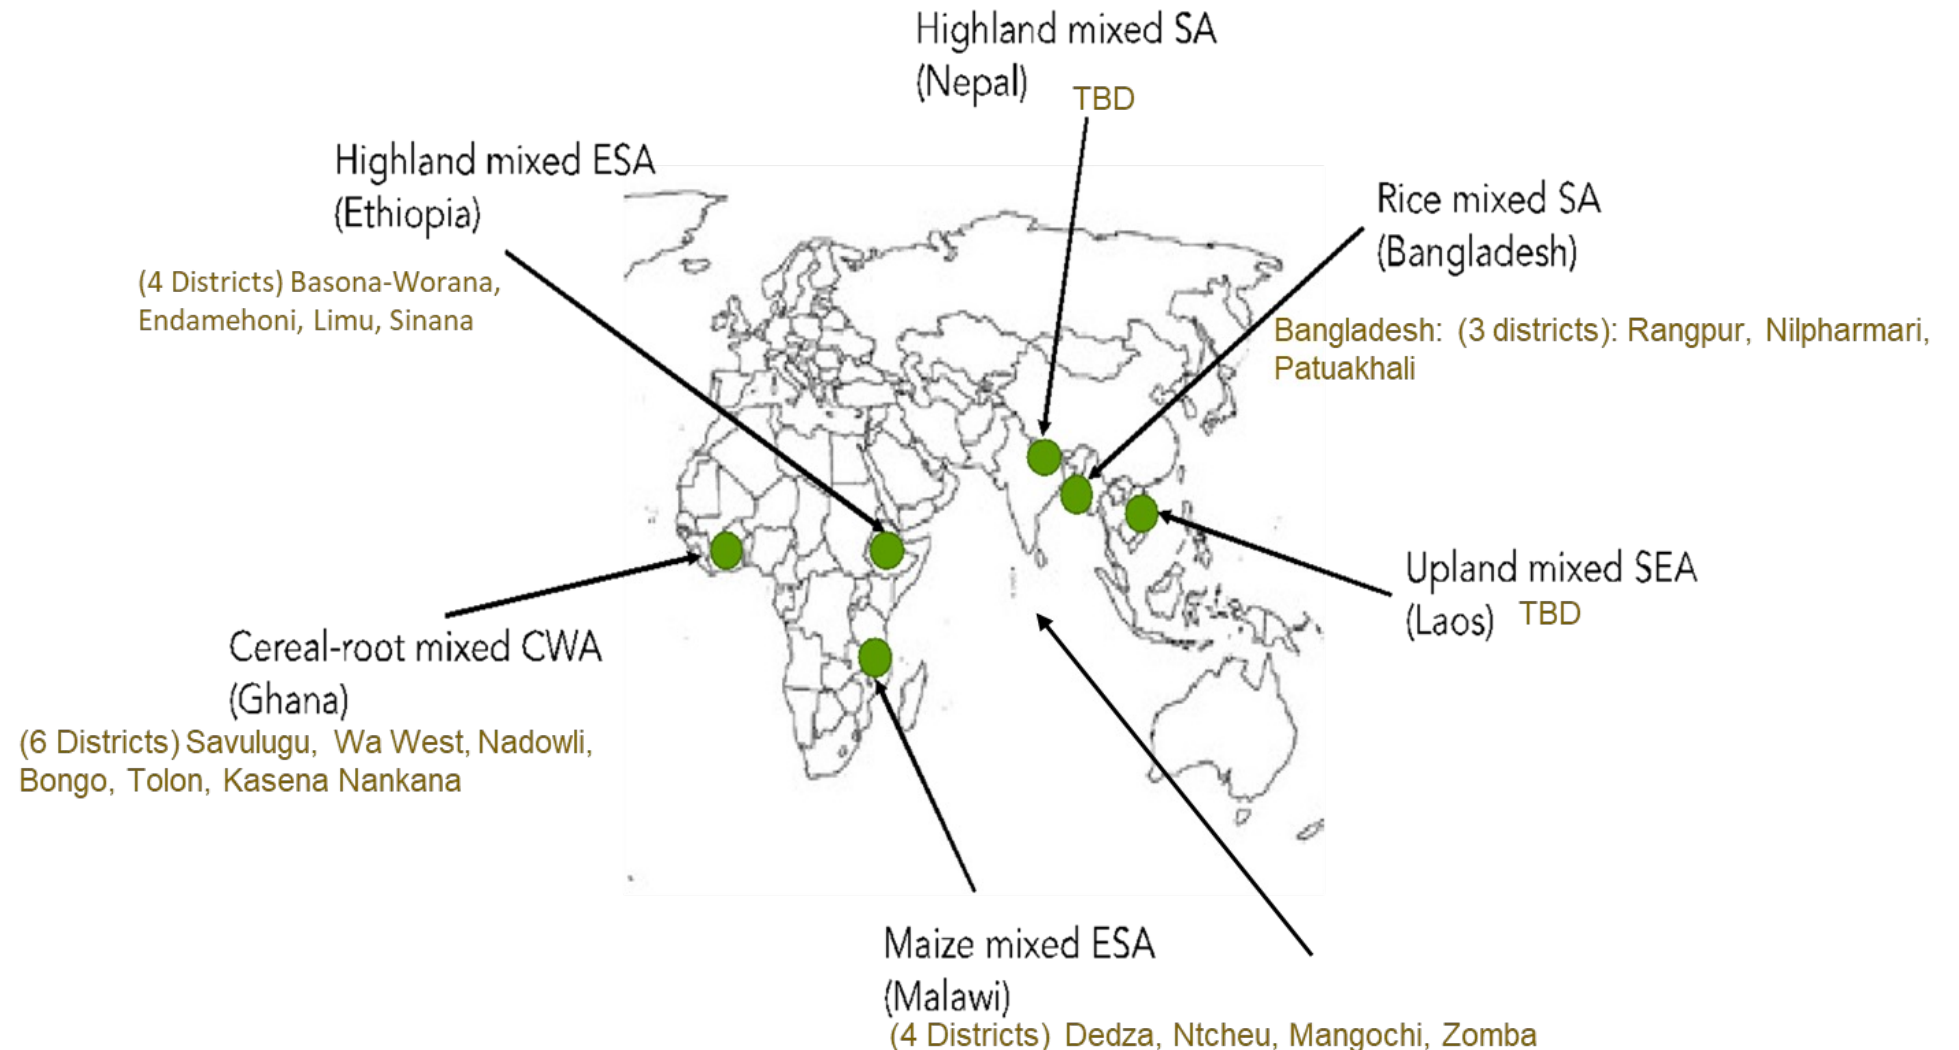 Highland mixed SA
(Nepal)
TBD
Highland mixed ESA
(Ethiopia)
(4 Districts) Basona-Worana,
Endamehoni, Limu, Sinana
Rice mixed SA
(Bangladesh)
Bangladesh: (3 districts): Rangpur, Nilpharmari,
Patuakhali
Upland mixed SEA
(Laos) TBD
Cereal-root mixed CWA
(Ghana)
(6 Districts) Savulugu, Wa West, Nadowli,
Bongo, Tolon, Kasena Nankana
Maize mixed ESA
(Malawi)
(4 Districts) Dedza, Ntcheu, Mangochi, Zomba